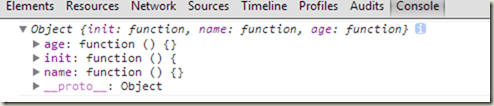 Elements Resources Network Sources Timeline Profiles Audits Console
▼ Object {init: function, name: function, age: function} i
▶ age: function () {}
▶ init: function () {
▶ name: function () {}
▶ __proto__: Object